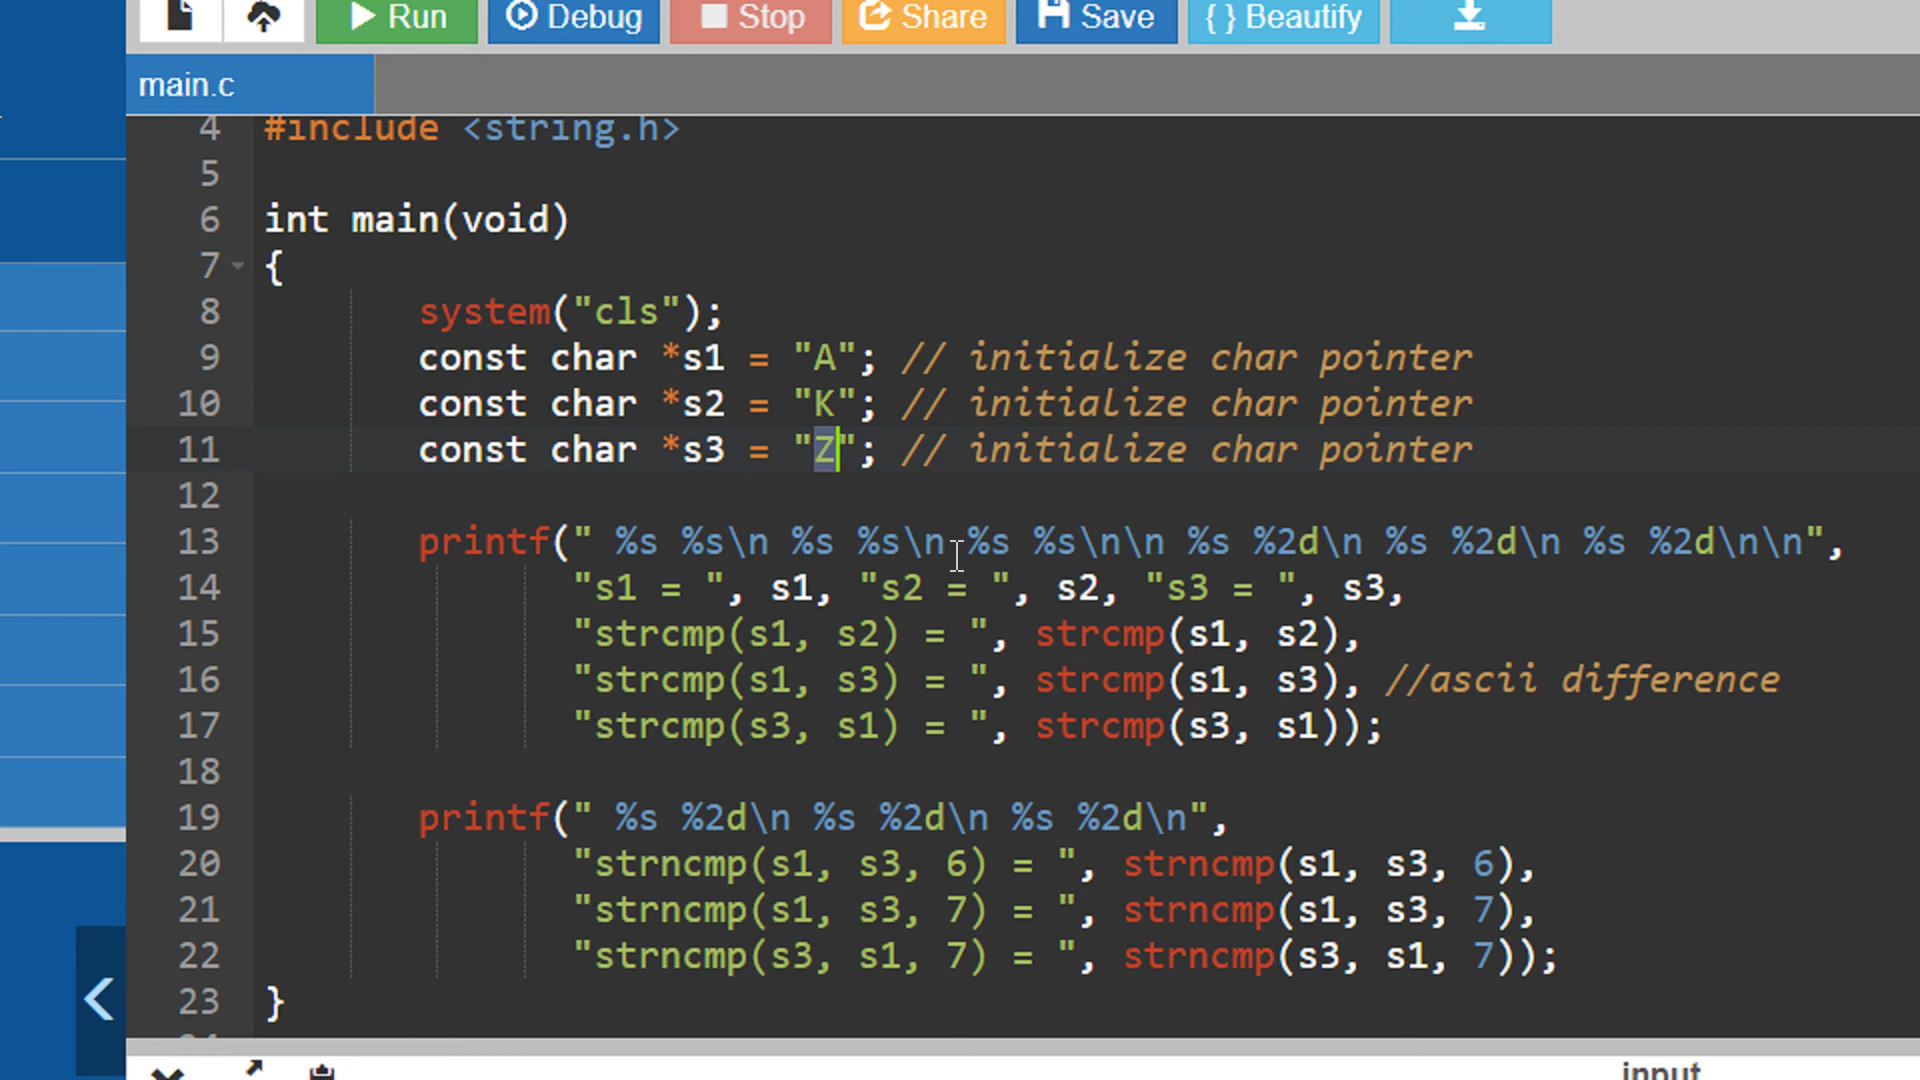 Run Debug Stop Share Save { } Beautify
main.c
4 #include <string.h>
5
6 int main(void)
7 {
8 system("cls");
9 const char *s1 = "A"; // initialize char pointer
10 const char *s2 = "K"; // initialize char pointer
11 const char *s3 = "Z"; // initialize char pointer
12
13 printf(" %s %s\n %s %s\n %s %s\n\n %s %2d\n %s %2d\n %s %2d\n\n",
14 "s1 = ", s1, "s2 = ", s2, "s3 = ", s3,
15 "strcmp(s1, s2) = ", strcmp(s1, s2),
16 "strcmp(s1, s3) = ", strcmp(s1, s3), //ascii difference
17 "strcmp(s3, s1) = ", strcmp(s3, s1));
18
19 printf(" %s %2d\n %s %2d\n %s %2d\n",
20 "strncmp(s1, s3, 6) = ", strncmp(s1, s3, 6),
21 "strncmp(s1, s3, 7) = ", strncmp(s1, s3, 7),
22 "strncmp(s3, s1, 7) = ", strncmp(s3, s1, 7));
23 }
input